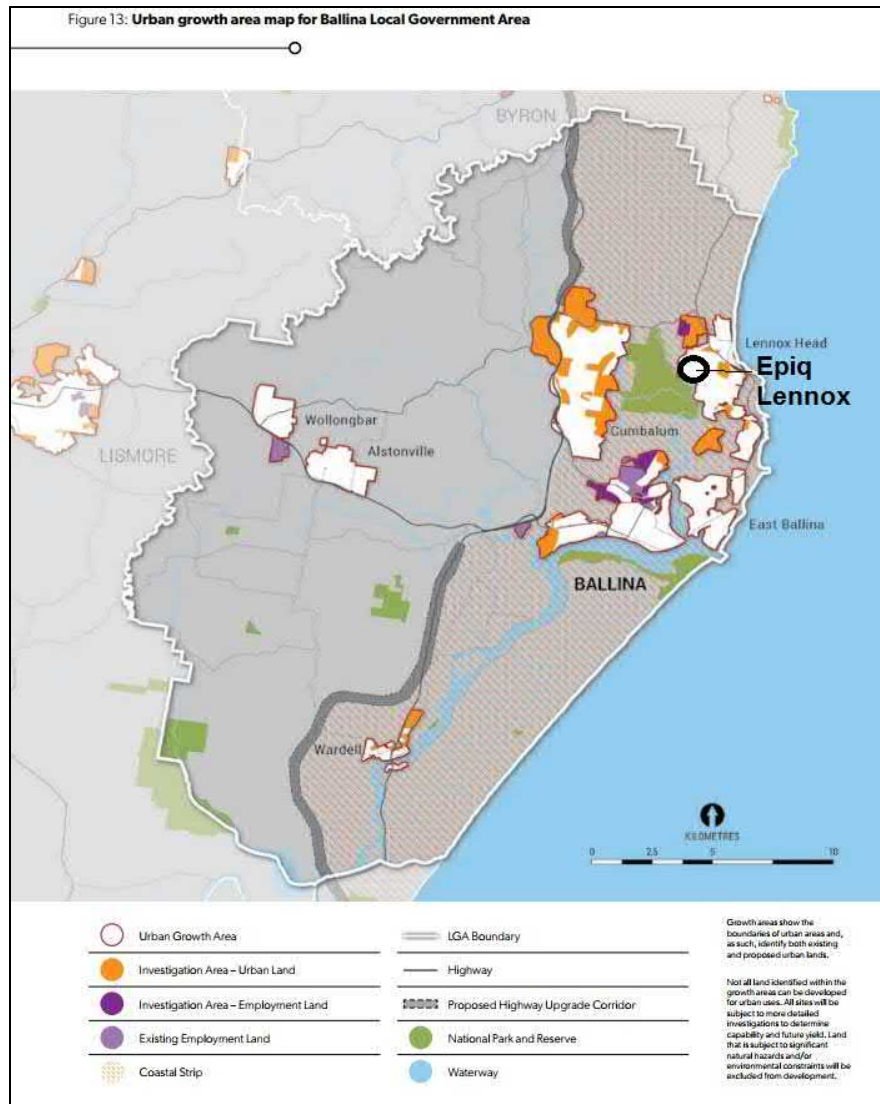 Figure 13: Urban growth area map for Ballina Local Government Area
BYRON
Lennox Head
Epiq
Lennox
Wollongbar
Cumbalum
Alstonville
LISMORE
East Ballina
BALLINA
Wardell
KILOMETRES
0 2.5 5 10
Urban Growth Area
LGA Boundary
Investigation Area – Urban Land
Highway
Investigation Area – Employment Land
Proposed Highway Upgrade Corridor
Existing Employment Land
National Park and Reserve
Coastal Strip
Waterway
Growth areas show the
boundaries of urban areas and,
as such, identify both existing
and proposed urban lands.
Not all land identified within the
growth areas can be developed
for urban uses. All sites will be
subject to more detailed
investigations to determine
capability and future yield. Land
that is subject to significant
natural hazards and/or
environmental constraints will be
excluded from development.